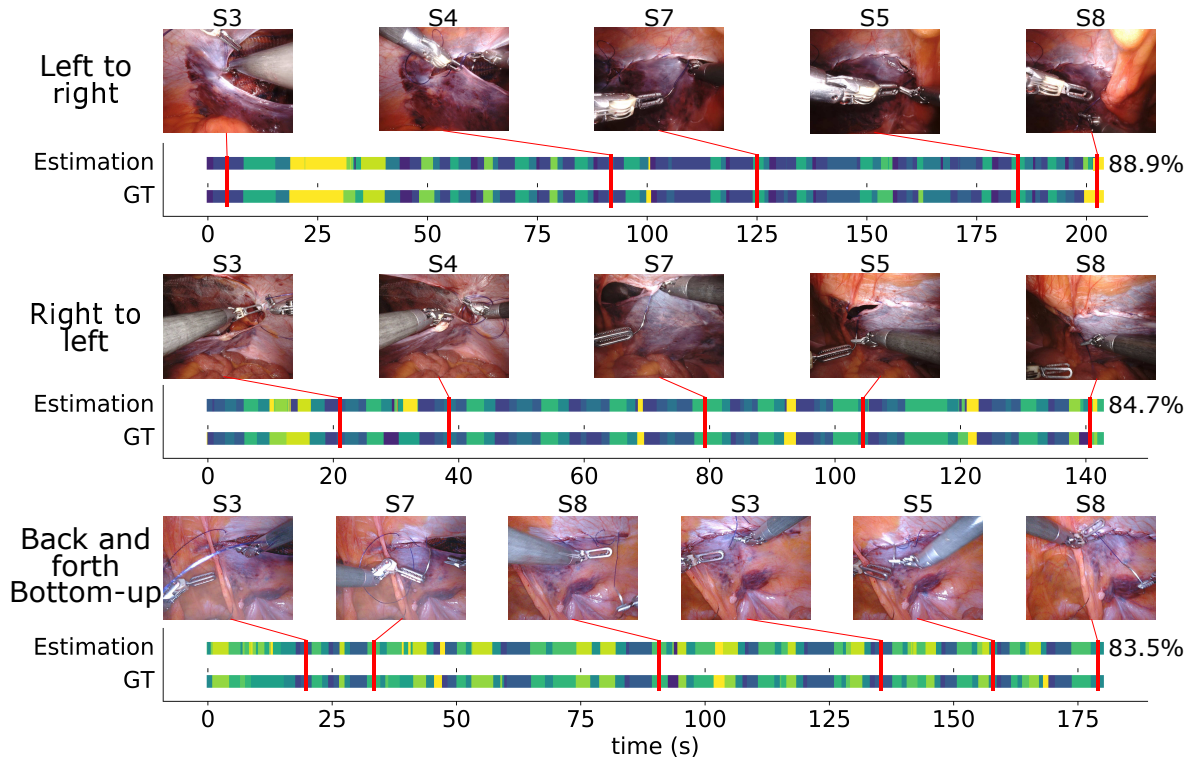 S3 S4 S7 S5 S8
Left to
right
Estimation
88.9%
GT
0 25 50 75 100 125 150 175 200
S3 S4 S7 S5 S8
Right to
left
Estimation
84.7%
GT
0 20 40 60 80 100 120 140
S3 S7 S8 S3 S5 S8
Back and
forth
Bottom-up
Estimation
83.5%
GT
0 25 50 75 100 125 150 175
time (s)